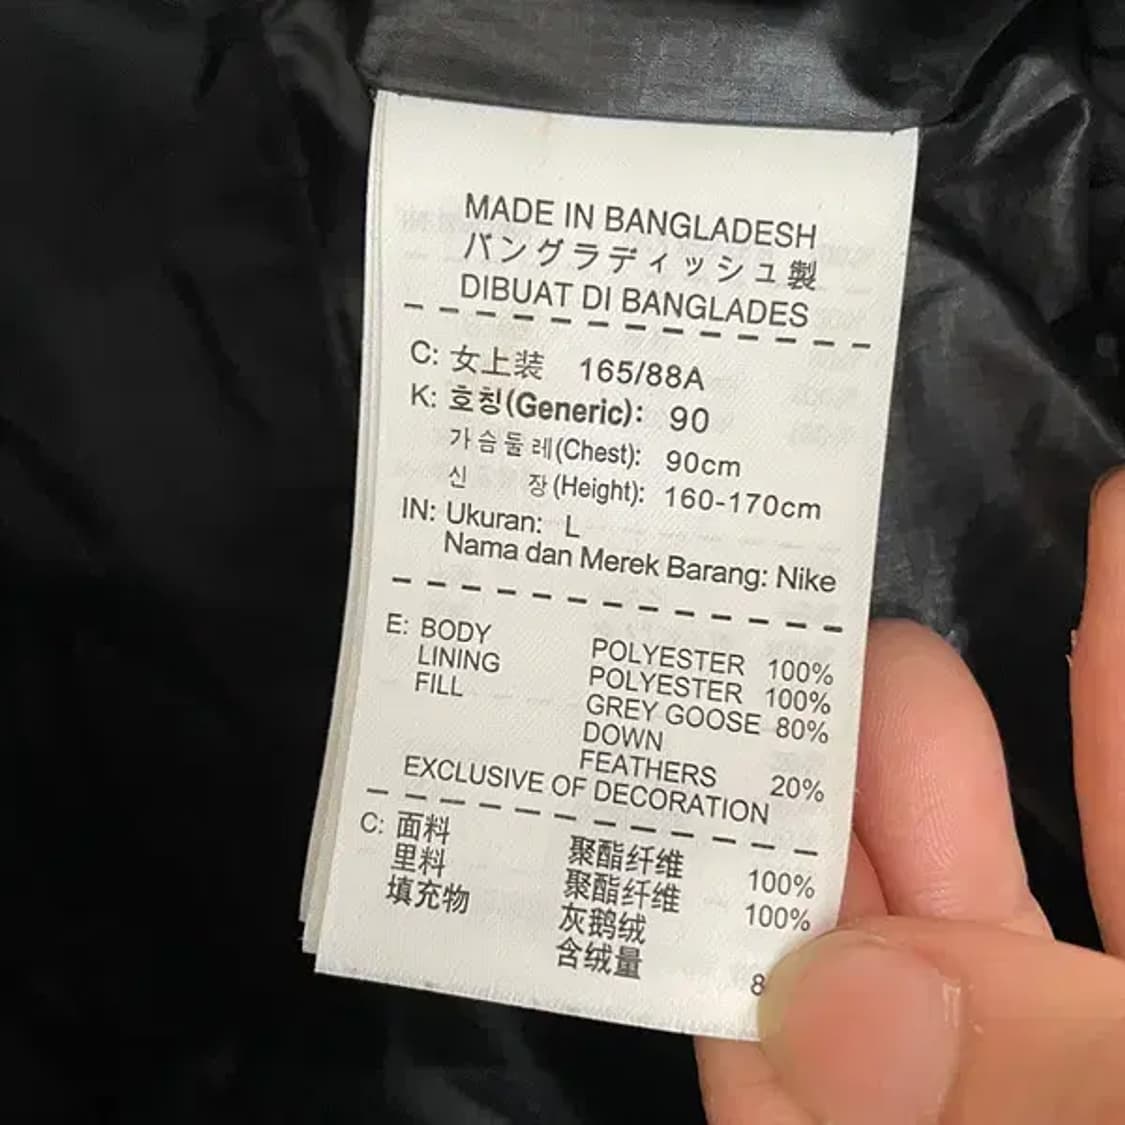 MADE IN BANGLADESH
バングラディッシュ製
DIBUAT DI BANGLADES
C: 女上装 165/88A
K: 호칭(Generic): 90
가슴둘레(Chest): 90cm
신 장(Height): 160-170cm
IN: Ukuran: L
Nama dan Merek Barang: Nike
E: BODY POLYESTER 100%
LINING POLYESTER 100%
FILL GREY GOOSE 80%
DOWN
FEATHERS 20%
EXCLUSIVE OF DECORATION
C: 面料 聚酯纤维 100%
里料 聚酯纤维 100%
填充物 灰鹅绒
含绒量 8